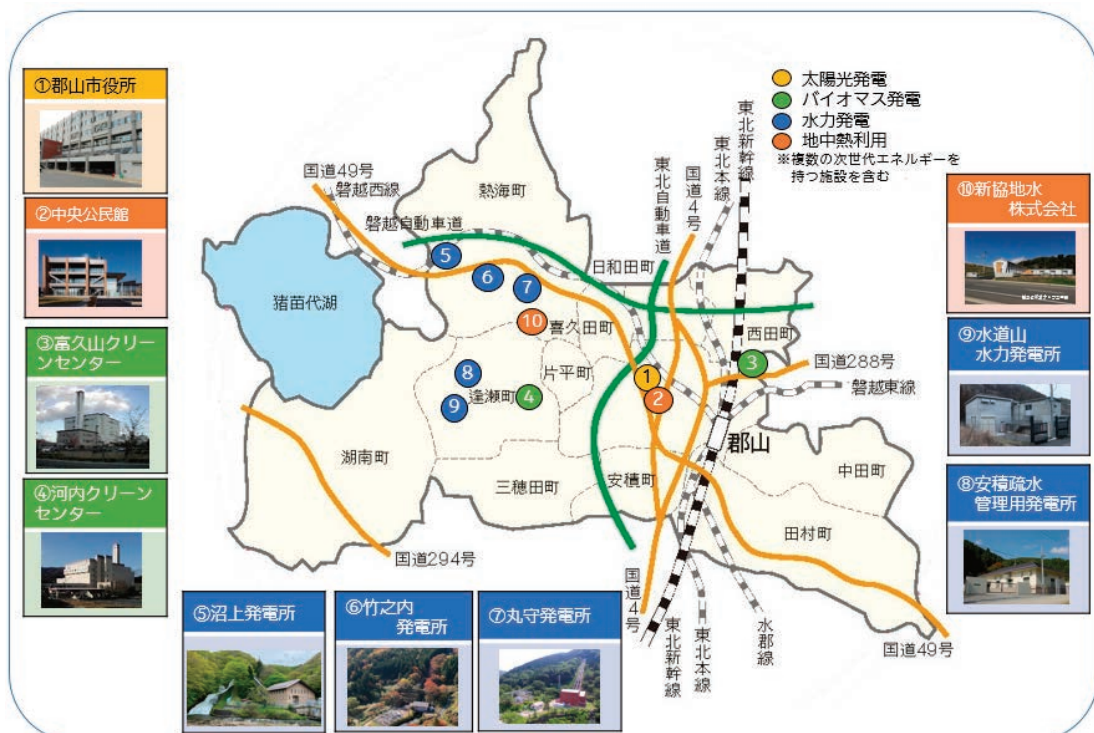 ①郡山市役所
②中央公民館
③富久山クリー
ンセンター
④河内クリーン
センター
⑤沼上発電所
⑥竹之内
発電所
⑦丸守発電所
⑩新協地水
株式会社
⑨水道山
水力発電所
⑧安積疏水
管理用発電所
太陽光発電
バイオマス発電
水力発電
地中熱利用
※複数の次世代エネルギーを
持つ施設を含む
国道49号
磐越西線
磐越自動車道
熱海町
東北自動車道
国道4号
東北本線
東北新幹線
日和田町
猪苗代湖
喜久田町
西田町
国道288号
磐越東線
片平町
逢瀬町
郡山
湖南町
三穂田町
安積町
中田町
田村町
国道294号
国道4号
東北新幹線
東北本線
水郡線
国道49号
5
6
7
10
8
9
4
1
2
3